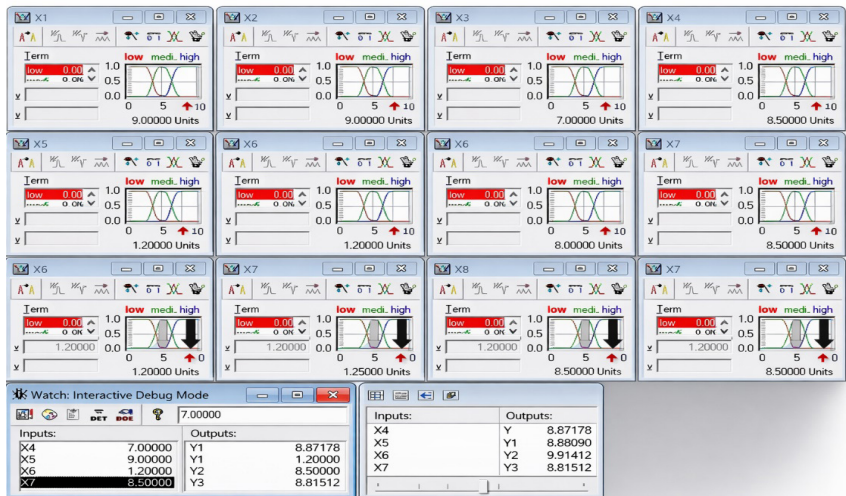 X1
Term
low 0.00
low medi.. high
1.0
0.5
0.0
0 5 10
9.00000 Units
X2
Term
low 0.00
low medi.. high
1.0
0.5
0.0
0 5 10
9.00000 Units
X3
Term
low 0.00
low medi.. high
1.0
0.5
0.0
0 5 10
7.00000 Units
X4
Term
low 0.00
low medi.. high
1.0
0.5
0.0
0 5 10
8.50000 Units
X5
Term
low 0.00
low medi.. high
1.0
0.5
0.0
0 5 10
1.20000 Units
X6
Term
low 0.00
low medi.. high
1.0
0.5
0.0
0 5 10
1.20000 Units
X6
Term
low 0.00
low medi.. high
1.0
0.5
0.0
0 5 10
8.00000 Units
X7
Term
low 0.00
low medi.. high
1.0
0.5
0.0
0 5 10
8.50000 Units
X6
Term
low 0.00
low medi.. high
1.0
0.5
1.20000 0.0
0 5 0
1.20000 Units
X7
Term
low 0.00
low medi.. high
1.0
0.5
1.20000 0.0
0 5 0
1.25000 Units
X8
Term
low 0.00
low medi.. high
1.0
0.5
1.20000 0.0
0 5 0
8.50000 Units
X7
Term
low 0.00
low medi.. high
1.0
0.5
1.20000 0.0
0 5 0
8.50000 Units
Watch: Interactive Debug Mode
DET DOE ? 7.00000
Inputs: Outputs:
X4 7.00000 Y1 8.87178
X5 9.00000 Y1 1.20000
X6 1.20000 Y2 8.50000
X7 8.50000 Y3 8.81512
Inputs: Outputs:
X4 Y 8.87178
X5 Y1 8.88090
X6 Y2 9.91412
X7 Y3 8.81512